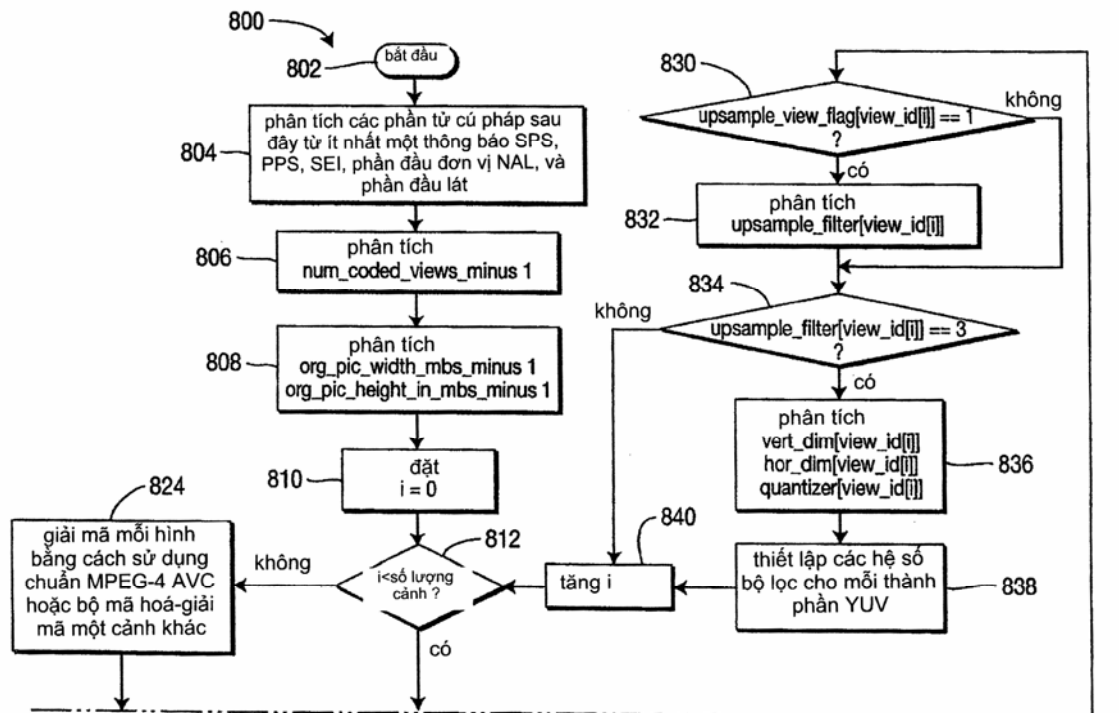 800
802
bắt đầu
804
phân tích các phần tử cú pháp sau
đây từ ít nhất một thông báo SPS,
PPS, SEI, phần đầu đơn vị NAL, và
phần đầu lát
806
phân tích
num_coded_views_minus 1
808
phân tích
org_pic_width_mbs_minus 1
org_pic_height_in_mbs_minus 1
810
đặt
i = 0
812
i<số lượng
cảnh ?
không
có
824
giải mã mỗi hình
bằng cách sử dụng
chuẩn MPEG-4 AVC
hoặc bộ mã hoá-giải
mã một cảnh khác
830
upsample_view_flag[view_id[i]] == 1
?
không
có
832
phân tích
upsample_filter[view_id[i]]
834
upsample_filter[view_id[i]] == 3
?
không
có
phân tích
vert_dim[view_id[i]]
hor_dim[view_id[i]]
quantizer[view_id[i]]
836
thiết lập các hệ số
bộ lọc cho mỗi thành
phần YUV
838
840
tăng i